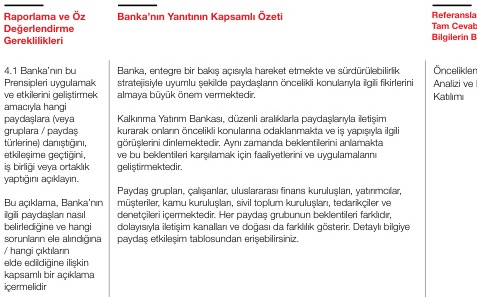 Raporlama ve Öz
Değerlendirme
Gereklilikleri
Banka'nın Yanıtının Kapsamlı Özeti
Referansla
Tam Cevab
Bilgilerin B
4.1 Banka'nın bu
Prensipleri uygulamak
ve etkilerini geliştirmek
amacıyla hangi
paydaşlara (veya
gruplara / paydaş
türlerine) danıştığını,
etkileşime geçtiğini,
iş birliği veya ortaklık
yaptığını açıklayın.
Bu açıklama, Banka'nın
ilgili paydaşları nasıl
belirlediğine ve hangi
sorunların ele alındığına
/ hangi çıktıların
elde edildiğine ilişkin
kapsamlı bir açıklama
içermelidir
Banka, entegre bir bakış açısıyla hareket etmekte ve sürdürülebilirlik
stratejisiyle uyumlu şekilde paydaşların öncelikli konularıyla ilgili fikirlerini
almaya büyük önem vermektedir.
Kalkınma Yatırım Bankası, düzenli aralıklarla paydaşlarıyla iletişim
kurarak onların öncelikli konularına odaklanmakta ve iş yapışıyla ilgili
görüşlerini dinlemektedir. Aynı zamanda beklentilerini anlamakta
ve bu beklentileri karşılamak için faaliyetlerini ve uygulamalarını
geliştirmektedir.
Paydaş grupları, çalışanlar, uluslararası finans kuruluşları, yatırımcılar,
müşteriler, kamu kuruluşları, sivil toplum kuruluşları, tedarikçiler ve
denetçileri içermektedir. Her paydaş grubunun beklentileri farklıdır,
dolayısıyla iletişim kanalları ve doğası da farklılık gösterir. Detaylı bilgiye
paydaş etkileşim tablosundan erişebilirsiniz.
Öncelikler
Analizi ve
Katılımı